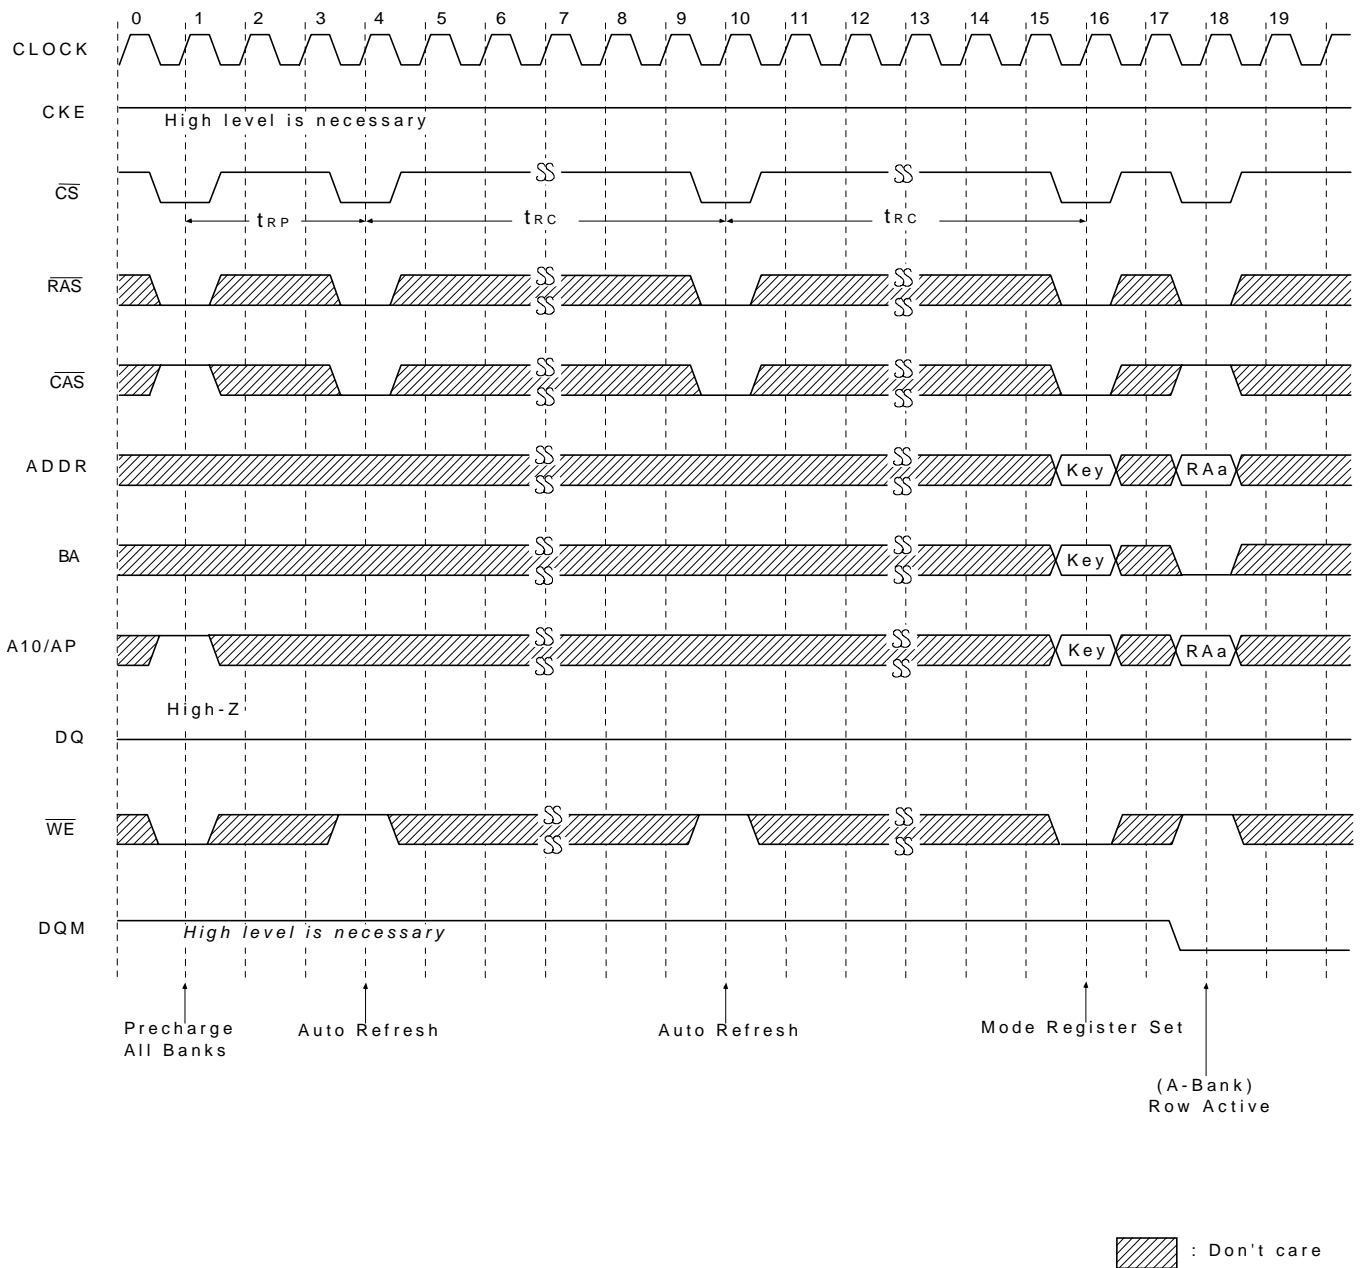 0 1 2 3 4 5 6 7 8 9 10 11 12 13 14 15 16 17 18 19
CLOCK
CKE
High level is necessary
CS
tRP tRC tRC
RAS
CAS
ADDR Key RAa
BA Key
A10/AP Key RAa
High-Z
DQ
WE
DQM
High level is necessary
Precharge
All Banks
Auto Refresh
Auto Refresh
Mode Register Set
(A-Bank)
Row Active
: Don't care